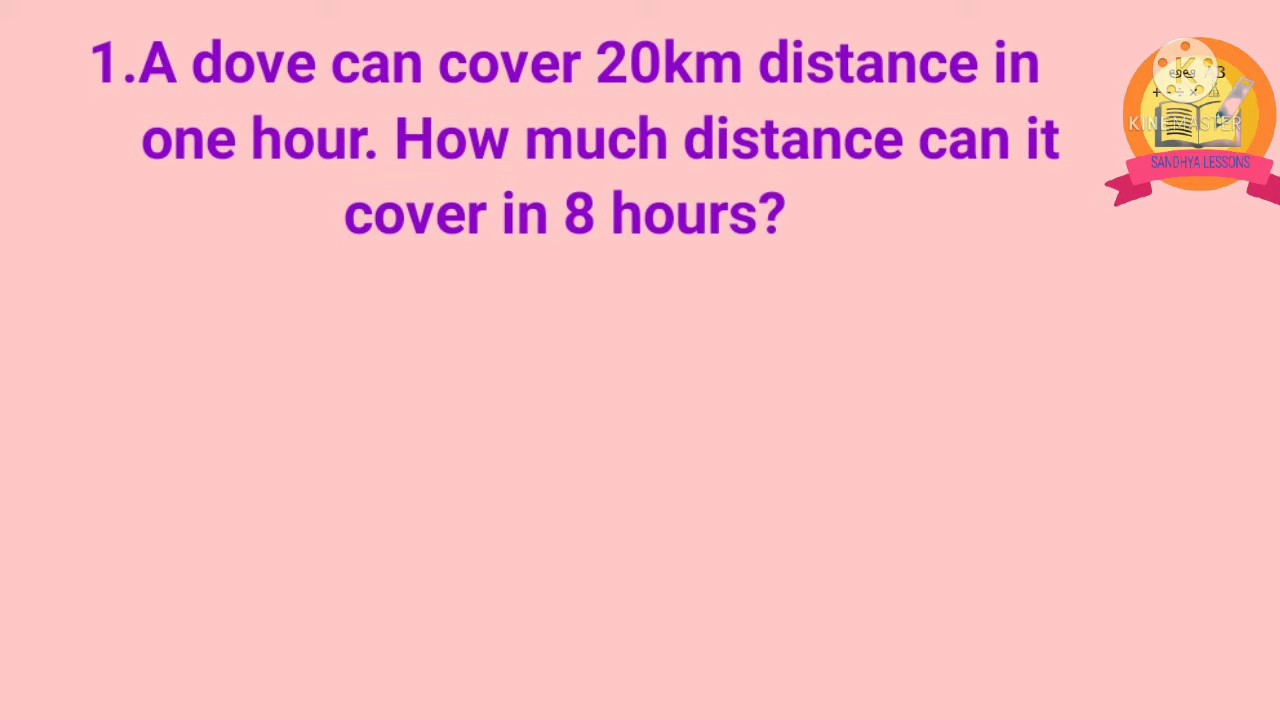 1.A dove can cover 20km distance in
one hour. How much distance can it
cover in 8 hours?
K
KINEMASTER
SANDHYA LESSONS